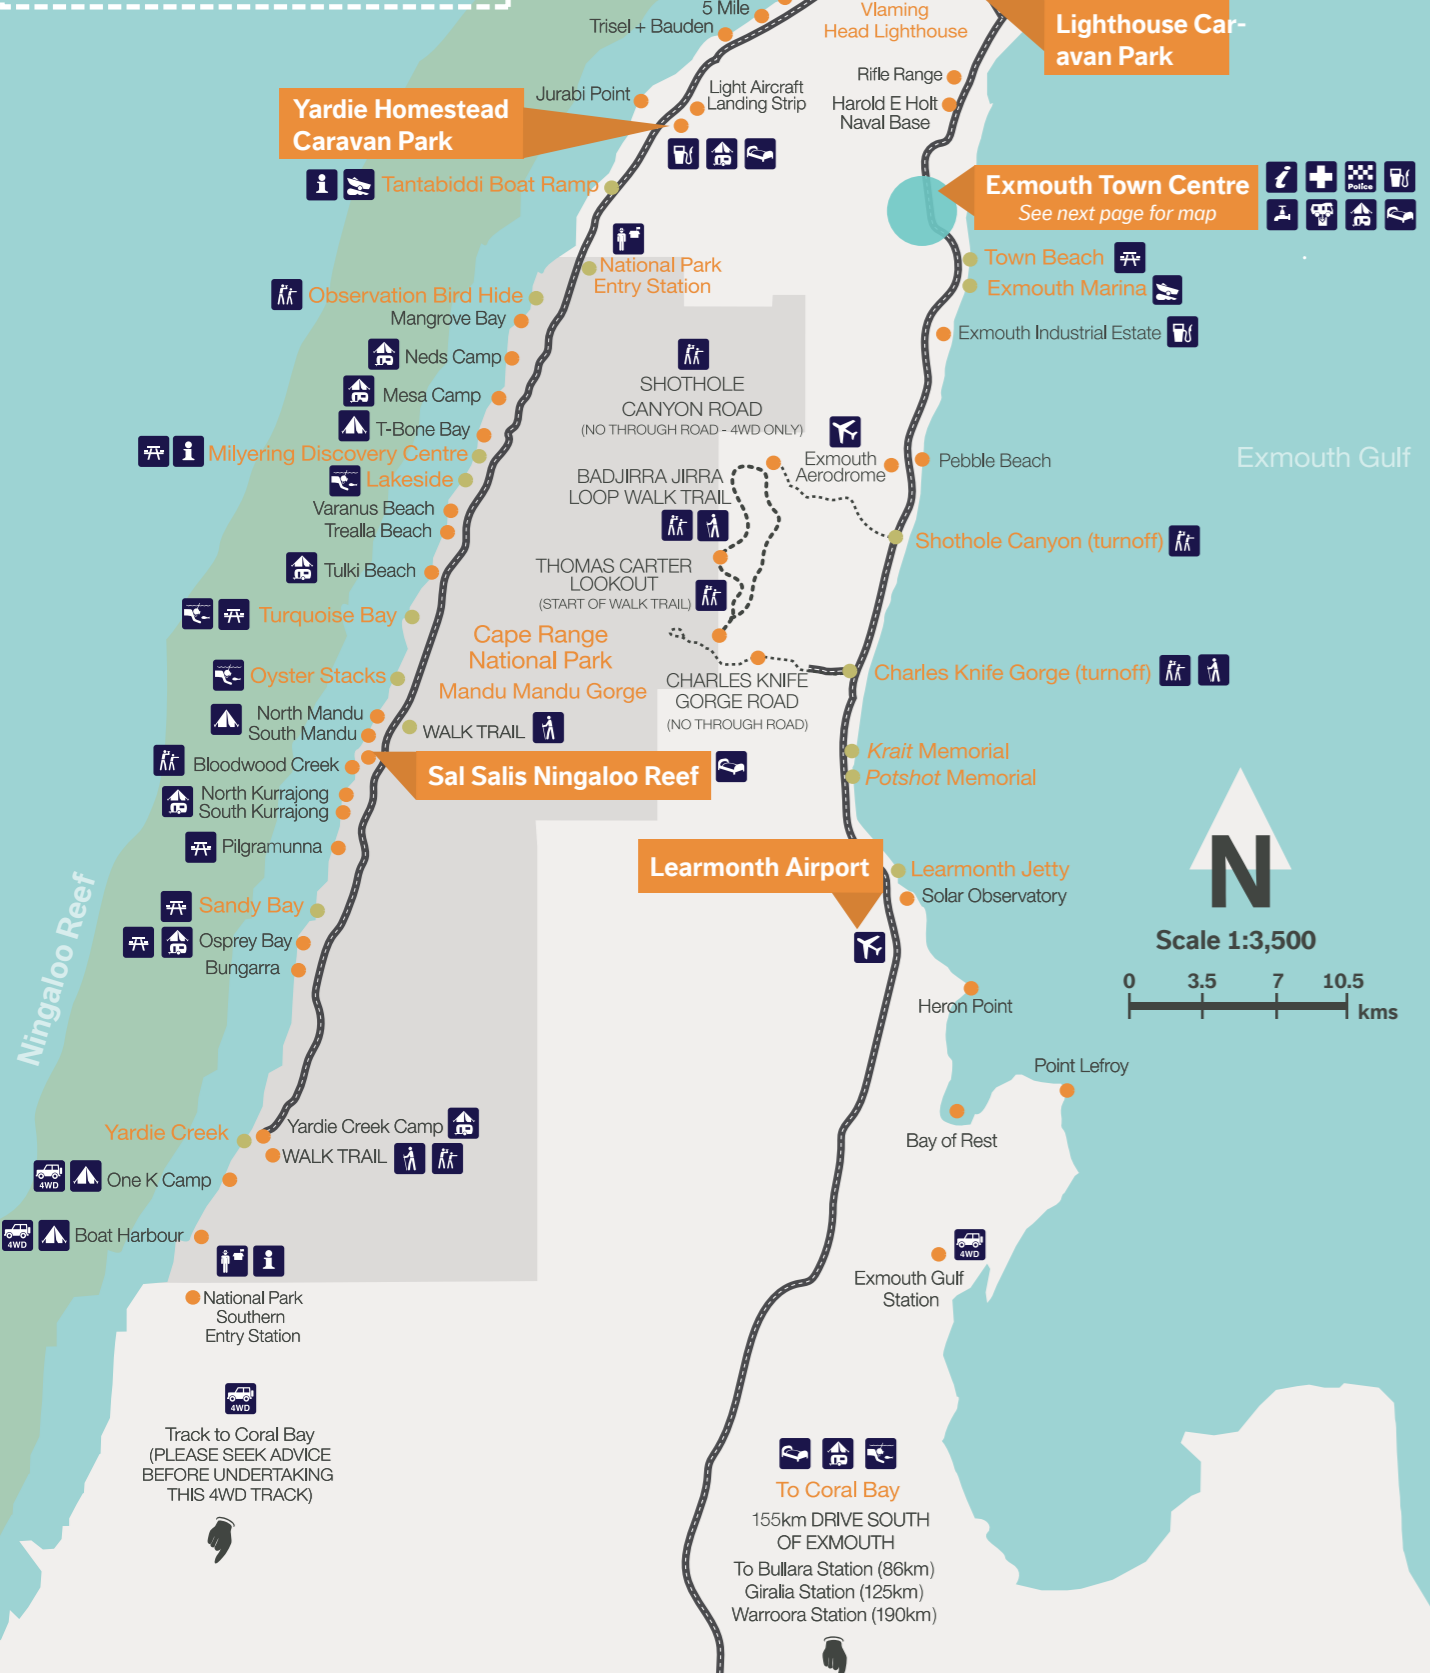 5 Mile
Trisel + Bauden
Vlaming
Head Lighthouse
Lighthouse Car-
avan Park
Rifle Range
Harold E Holt
Naval Base
Jurabi Point
Light Aircraft
Landing Strip
Yardie Homestead
Caravan Park
Tantabiddi Boat Ramp
Exmouth Town Centre
See next page for map
Police
National Park
Entry Station
Town Beach
Exmouth Marina
Observation Bird Hide
Mangrove Bay
Exmouth Industrial Estate
Neds Camp
SHOTHOLE
CANYON ROAD
(NO THROUGH ROAD - 4WD ONLY)
Mesa Camp
T-Bone Bay
Milyering Discovery Centre
Exmouth
Aerodrome
Pebble Beach
Exmouth Gulf
Lakeside
BADJIRRA JIRRA
LOOP WALK TRAIL
Varanus Beach
Trealla Beach
Shothole Canyon (turnoff)
Tulki Beach
THOMAS CARTER
LOOKOUT
(START OF WALK TRAIL)
Turquoise Bay
Cape Range
National Park
Oyster Stacks
Mandu Mandu Gorge
CHARLES KNIFE
GORGE ROAD
(NO THROUGH ROAD)
Charles Knife Gorge (turnoff)
North Mandu
South Mandu
WALK TRAIL
Bloodwood Creek
Sal Salis Ningaloo Reef
Krait Memorial
Potshot Memorial
North Kurrajong
South Kurrajong
Pilgramunna
Learmonth Airport
Learmonth Jetty
Solar Observatory
N
Scale 1:3,500
0 3.5 7 10.5
kms
Sandy Bay
Osprey Bay
Bungarra
Ningaloo Reef
Heron Point
Point Lefroy
Bay of Rest
Yardie Creek
Yardie Creek Camp
WALK TRAIL
4WD
One K Camp
4WD
Boat Harbour
4WD
Exmouth Gulf
Station
National Park
Southern
Entry Station
4WD
Track to Coral Bay
(PLEASE SEEK ADVICE
BEFORE UNDERTAKING
THIS 4WD TRACK)
To Coral Bay
155km DRIVE SOUTH
OF EXMOUTH
To Bullara Station (86km)
Giralia Station (125km)
Warroora Station (190km)